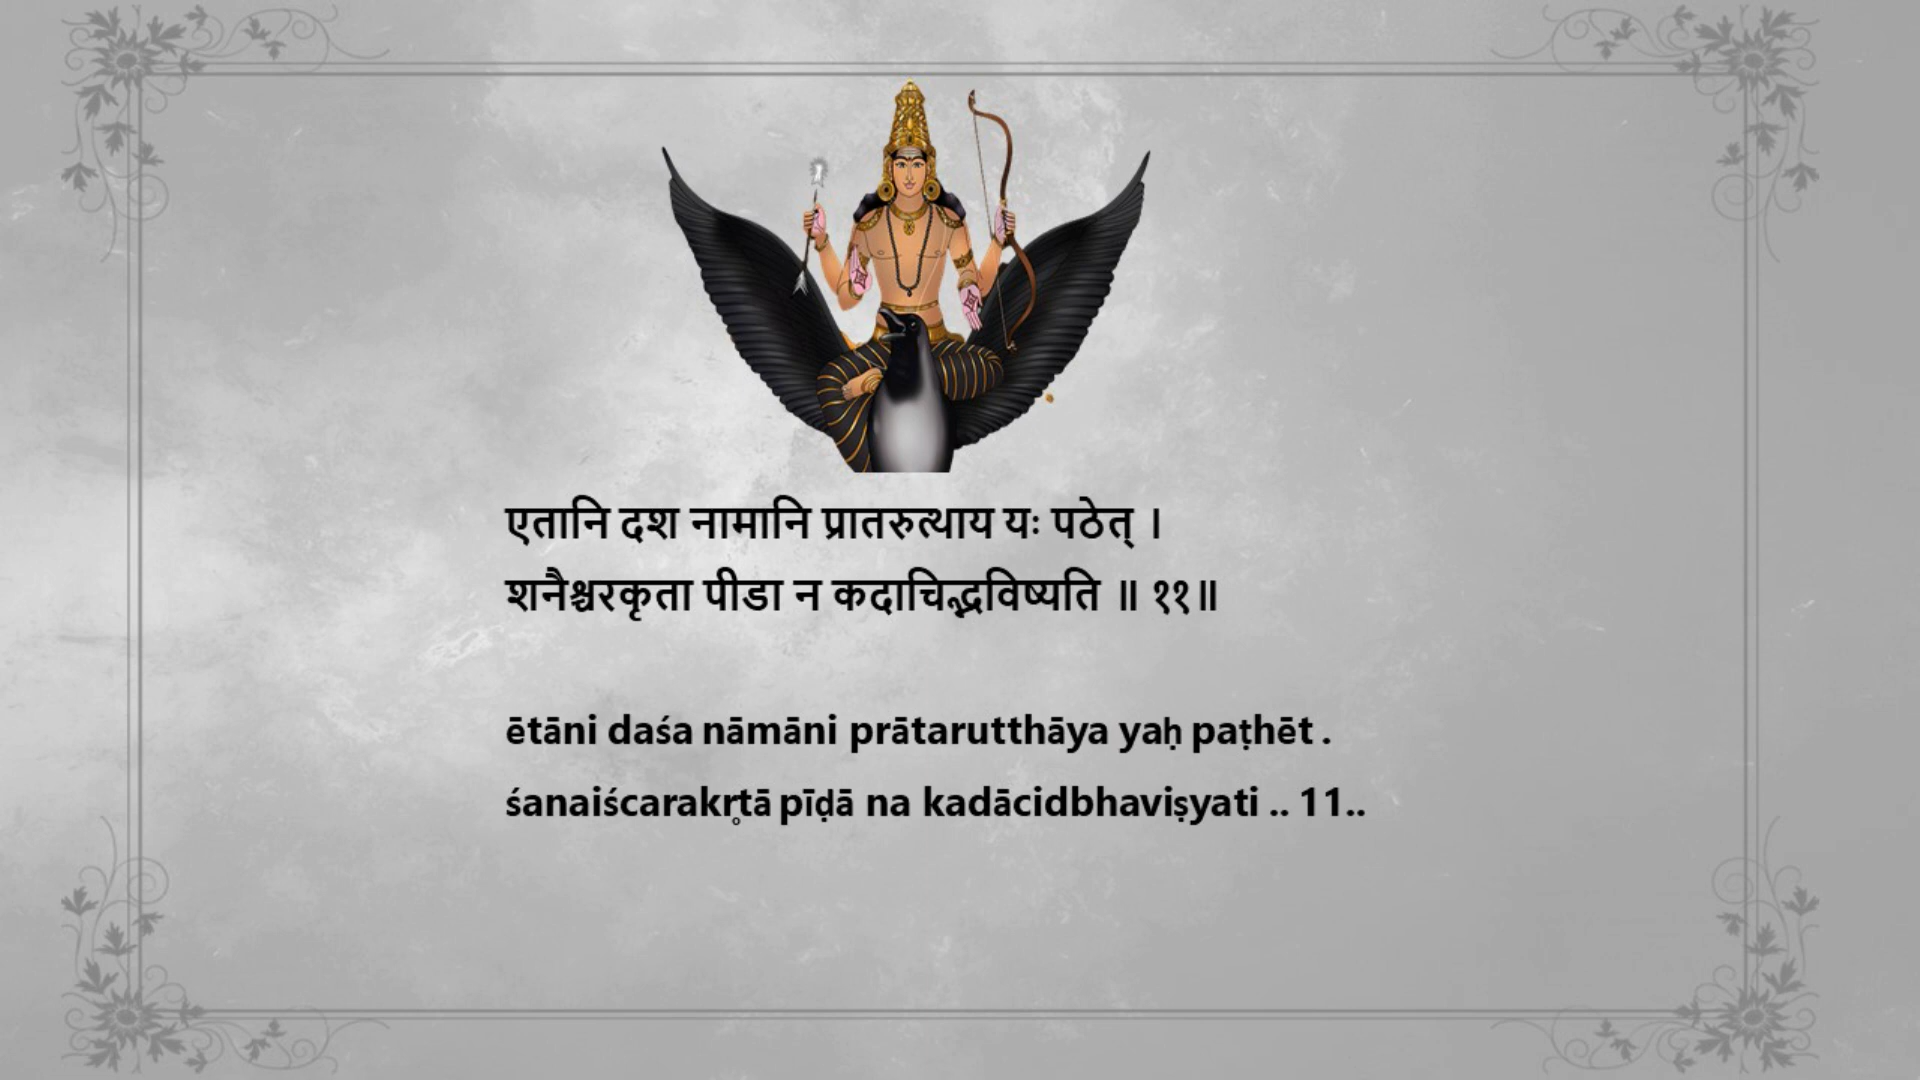 एतानि दश नामानि प्रातरुत्थाय यः पठेत् ।
शनैश्चरकृता पीडा न कदाचिद्भविष्यति ॥ ११॥
ētāni daśa nāmāni prātarutthāya yaḥ paṭhēt .
śanaiścarakr̥tā pīḍā na kadācidbhaviṣyati .. 11..